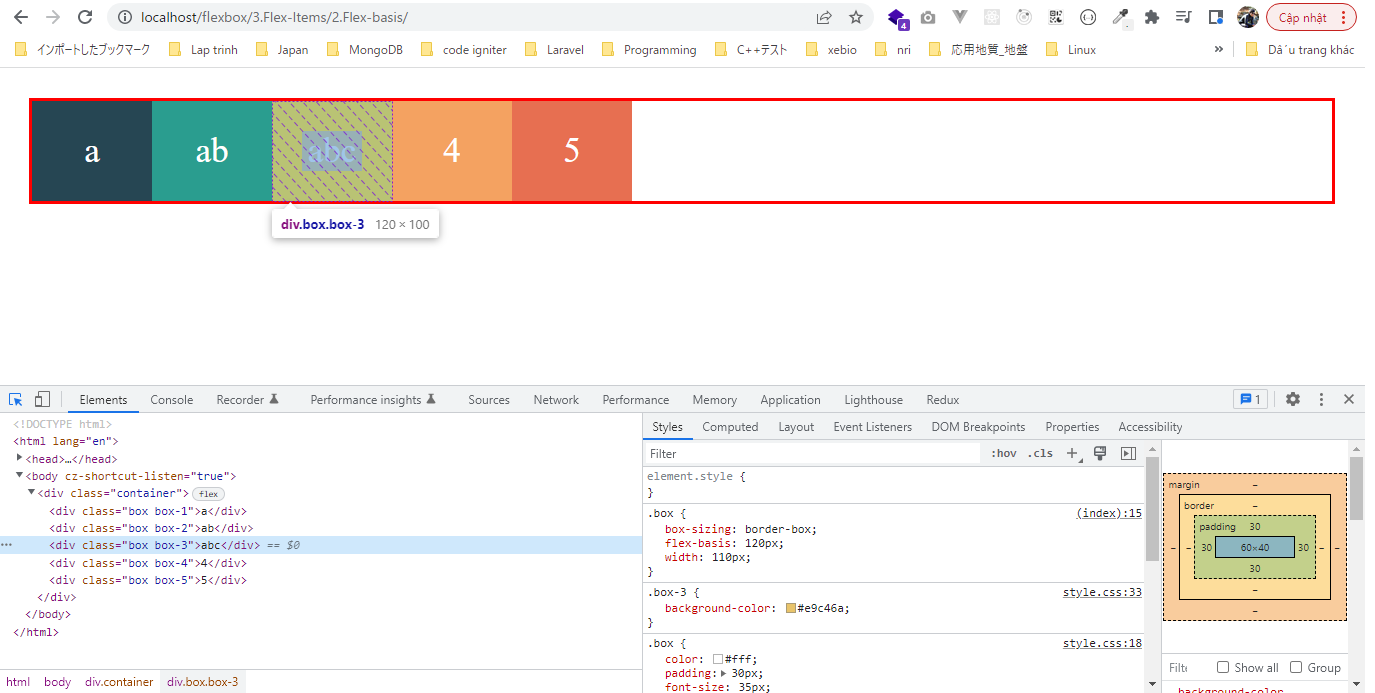 localhost/flexbox/3.Flex-Items/2.Flex-basis/
4
Cập nhật
インポートしたブックマーク Lap trinh Japan MongoDB code igniter Laravel Programming C++テスト xebio nri 応用地質_地盤 Linux » Dấu trang khác
a ab abc 4 5
div.box.box-3 120 × 100
Elements Console Recorder Performance insights Sources Network Performance Memory Application Lighthouse Redux 1
<!DOCTYPE html>
<html lang="en">
<head>…</head>
<body cz-shortcut-listen="true">
<div class="container"> flex
<div class="box box-1">a</div>
<div class="box box-2">ab</div>
<div class="box box-3">abc</div> == $0
<div class="box box-4">4</div>
<div class="box box-5">5</div>
</div>
</body>
</html>
html body div.container div.box.box-3
Styles Computed Layout Event Listeners DOM Breakpoints Properties Accessibility
Filter :hov .cls
element.style {
}
.box { (index):15
box-sizing: border-box;
flex-basis: 120px;
width: 110px;
}
.box-3 { style.css:33
background-color: #e9c46a;
}
.box { style.css:18
color: #fff;
padding: 30px;
font-size: 35px;
margin –
border –
padding 30
– – 30 60×40 30 – –
30
–
–
Filte Show all Group
background-color